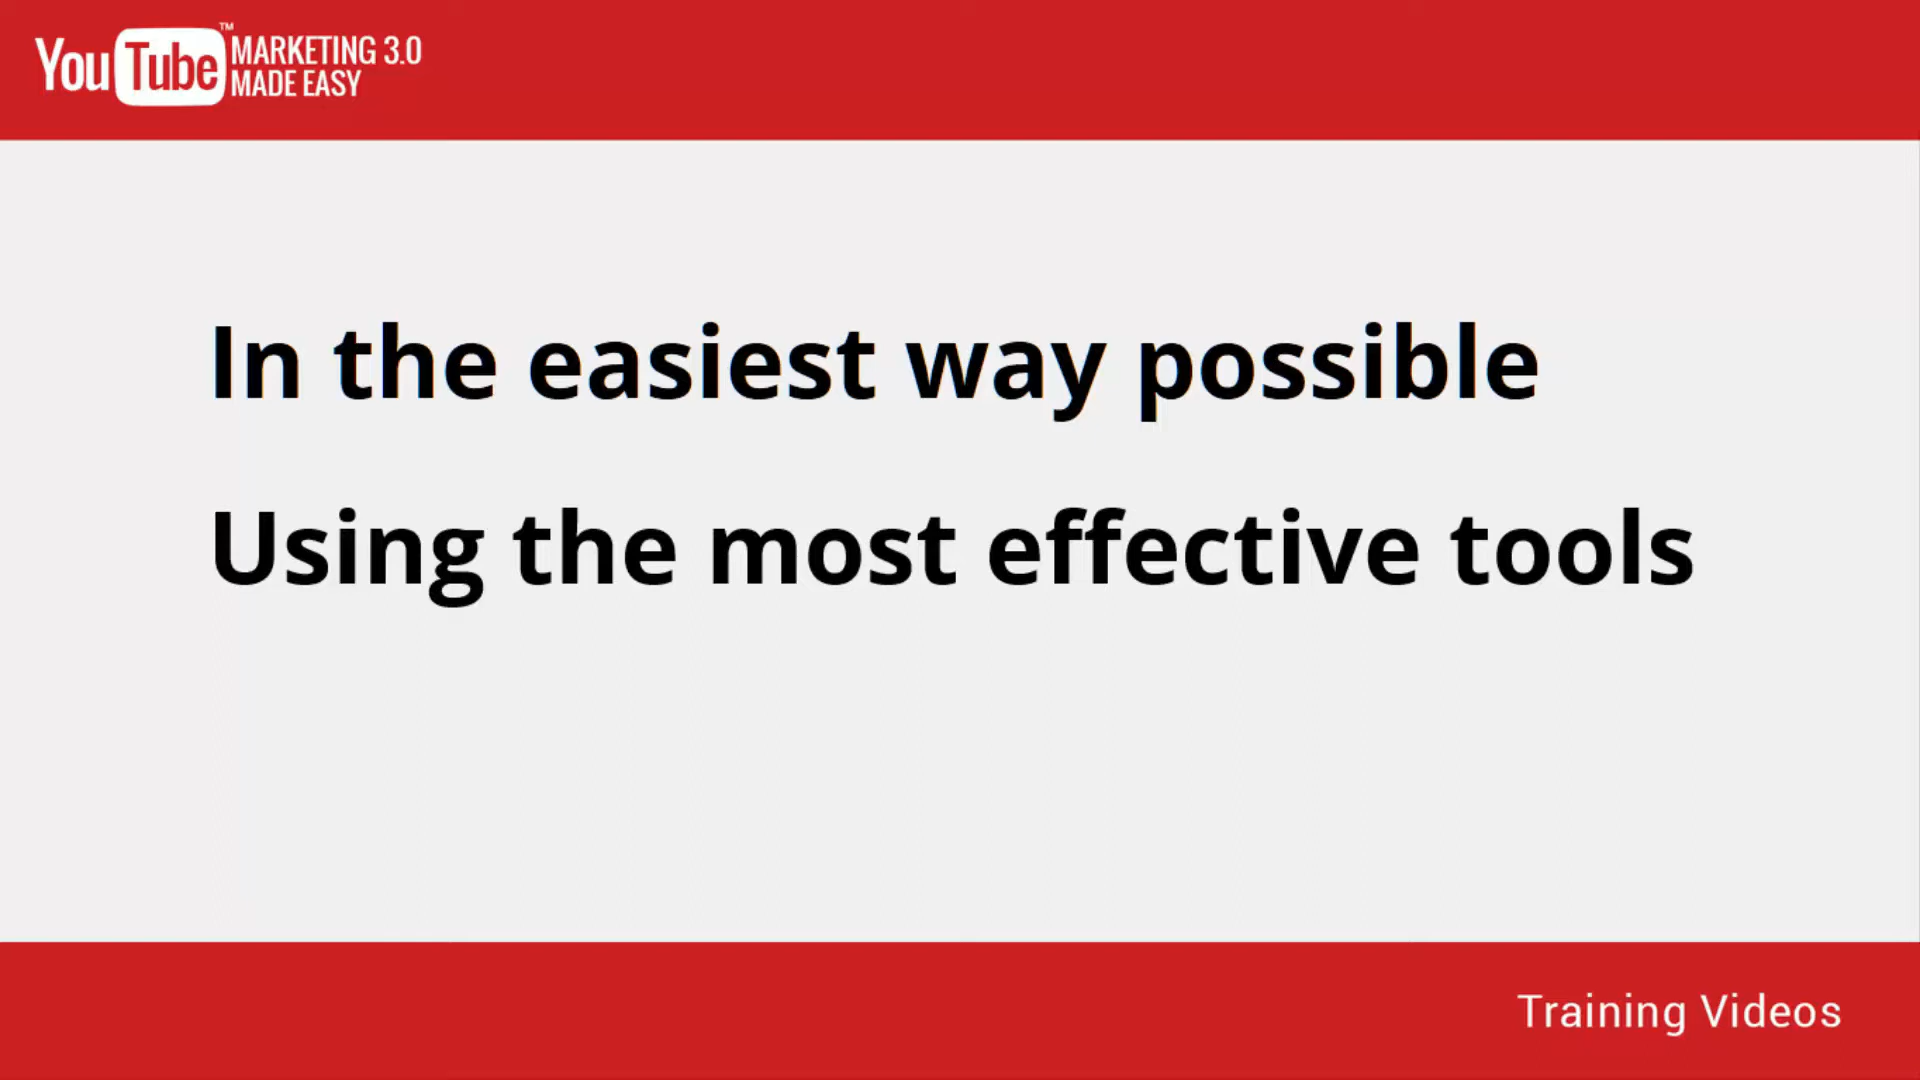 YouTube™ MARKETING 3.0
MADE EASY
In the easiest way possible
Using the most effective tools
Training Videos